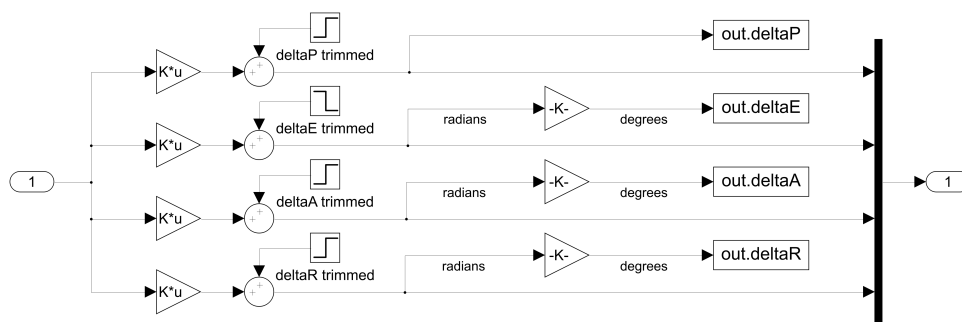 deltaP trimmed
out.deltaP
K*u
deltaE trimmed
-K-
out.deltaE
radians
degrees
K*u
1
deltaA trimmed
-K-
out.deltaA
1
radians
degrees
K*u
deltaR trimmed
-K-
out.deltaR
radians
degrees
K*u